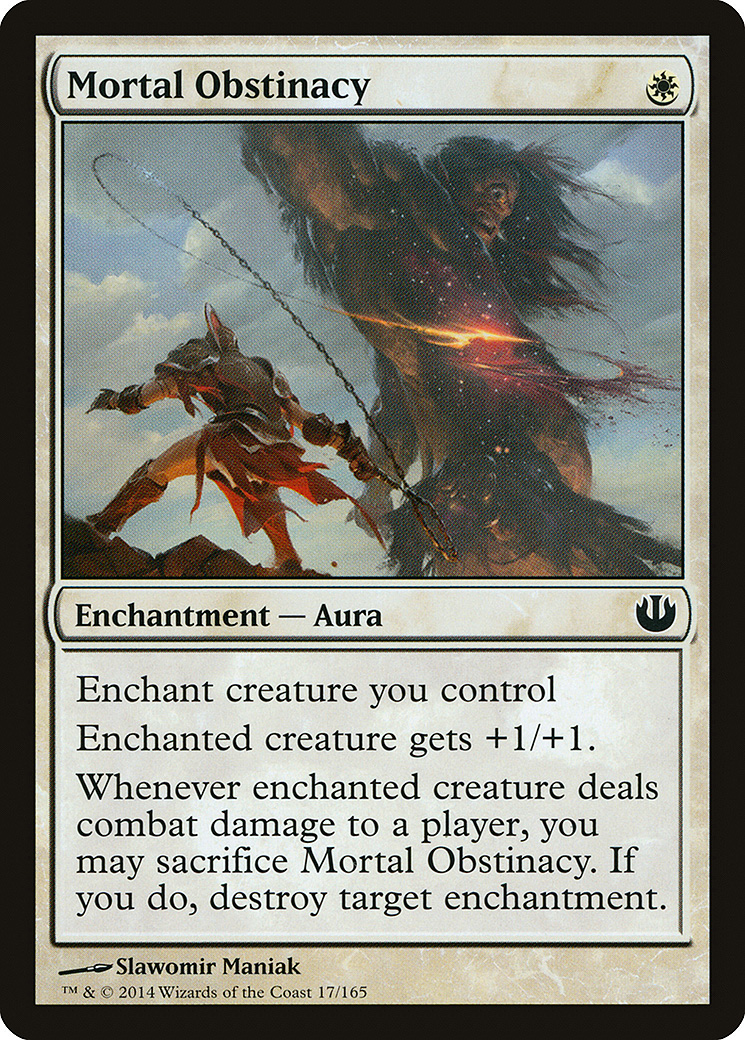 Mortal Obstinacy
Enchantment — Aura
Enchant creature you control
Enchanted creature gets +1/+1.
Whenever enchanted creature deals
combat damage to a player, you
may sacrifice Mortal Obstinacy. If
you do, destroy target enchantment.
Slawomir Maniak
™ & © 2014 Wizards of the Coast 17/165